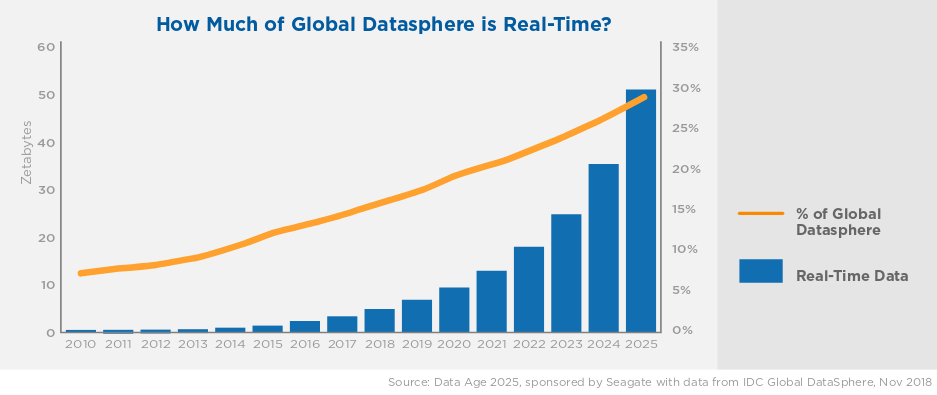 How Much of Global Datasphere is Real-Time?
60
50
40
30
20
10
0
Zetabytes
35%
30%
25%
20%
15%
10%
5%
0%
2010 2011 2012 2013 2014 2015 2016 2017 2018 2019 2020 2021 2022 2023 2024 2025
% of Global
Datasphere
Real-Time Data
Source: Data Age 2025, sponsored by Seagate with data from IDC Global DataSphere, Nov 2018